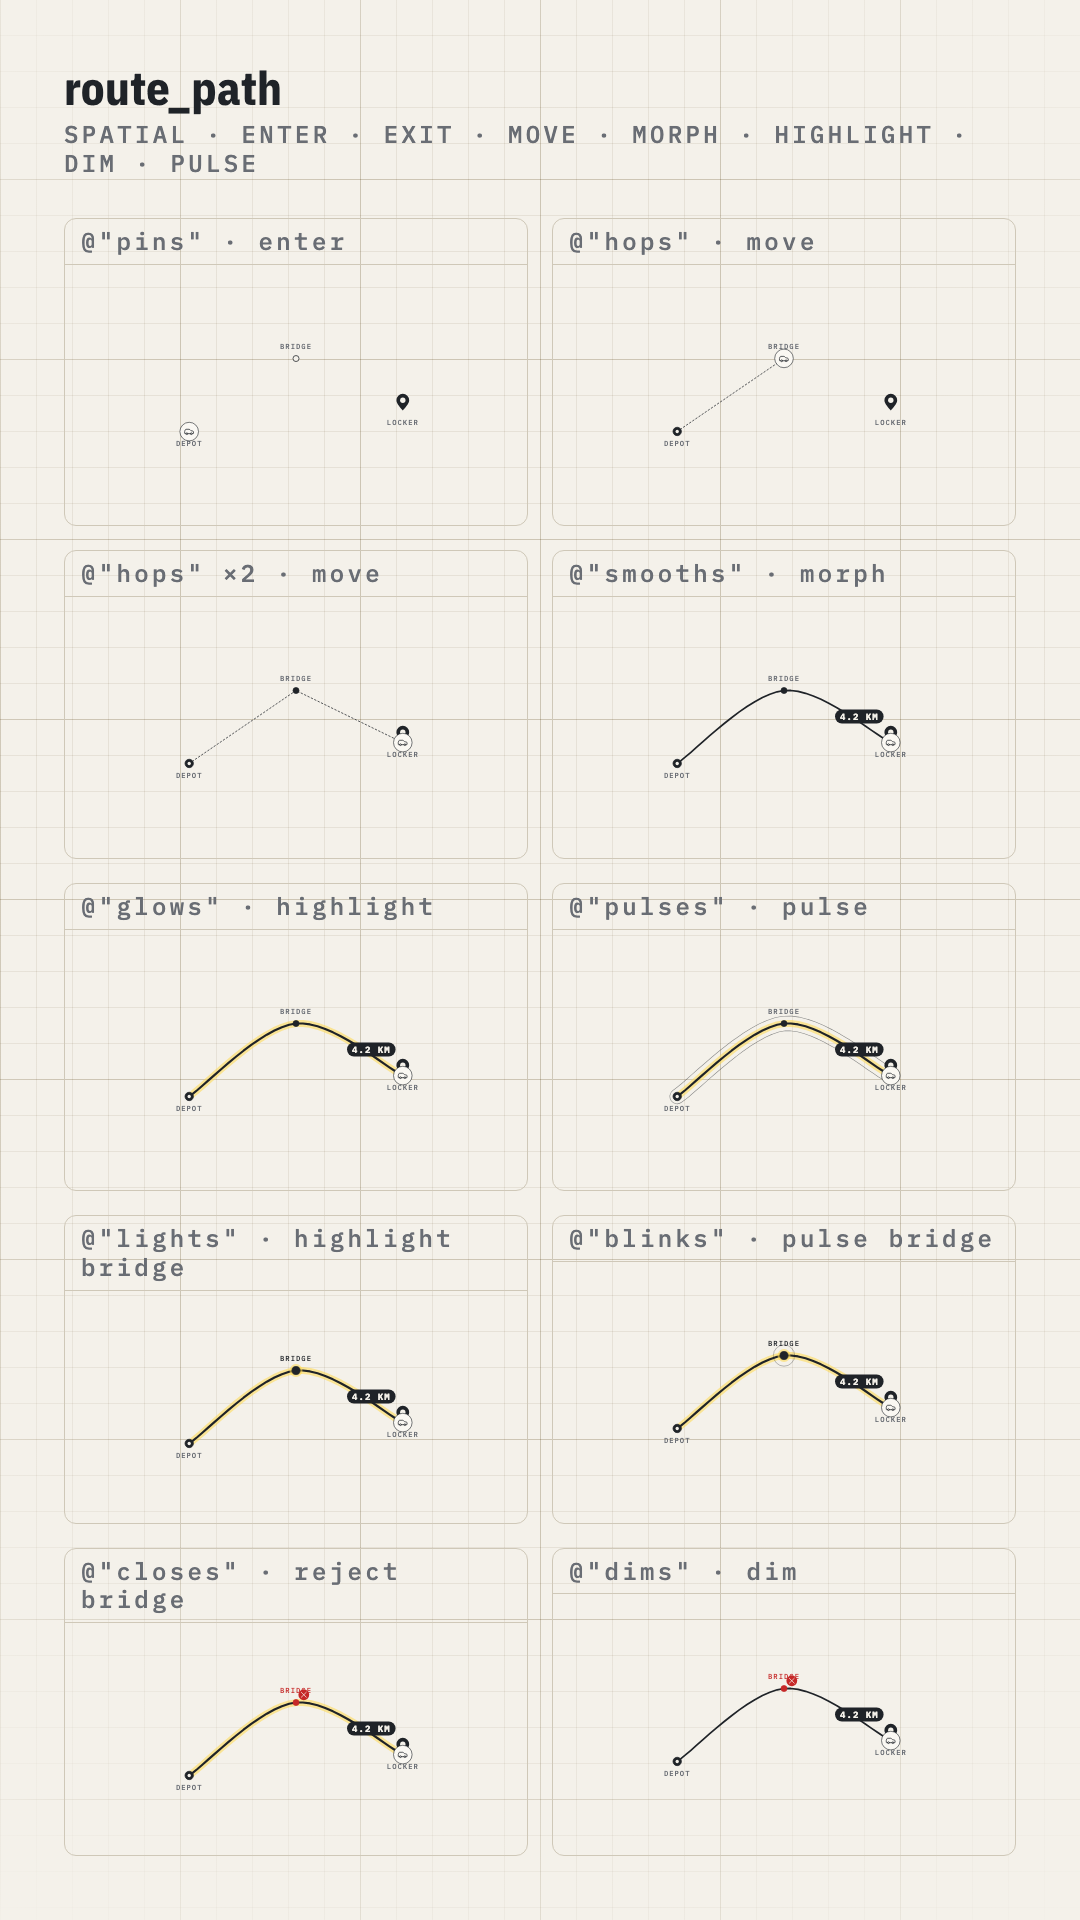 route_path
SPATIAL · ENTER · EXIT · MOVE · MORPH · HIGHLIGHT ·
DIM · PULSE
@"pins" · enter
BRIDGE
LOCKER
DEPOT
@"hops" · move
BRIDGE
LOCKER
DEPOT
@"hops" ×2 · move
BRIDGE
LOCKER
DEPOT
@"smooths" · morph
BRIDGE
4.2 KM
LOCKER
DEPOT
@"glows" · highlight
BRIDGE
4.2 KM
LOCKER
DEPOT
@"pulses" · pulse
BRIDGE
4.2 KM
LOCKER
DEPOT
@"lights" · highlight
bridge
BRIDGE
4.2 KM
LOCKER
DEPOT
@"blinks" · pulse bridge
BRIDGE
4.2 KM
LOCKER
DEPOT
@"closes" · reject
bridge
BRIDGE
4.2 KM
LOCKER
DEPOT
@"dims" · dim
BRIDGE
4.2 KM
LOCKER
DEPOT